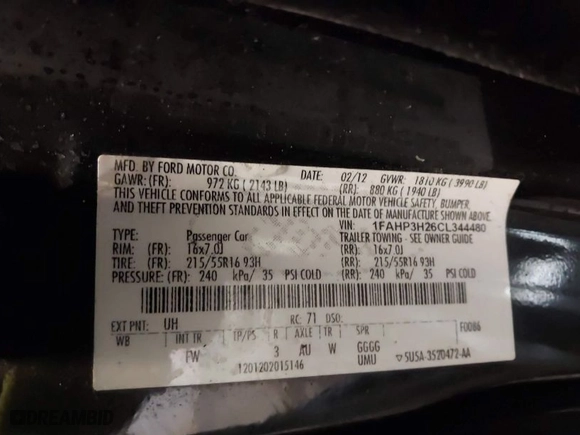 MFD. BY FORD MOTOR CO. DATE: 02/12 GVWR: 1810 KG ( 3990 LB)
GAWR: (FR): 972 KG ( 2143 LB) (RR): 880 KG ( 1940 LB)
THIS VEHICLE CONFORMS TO ALL APPLICABLE FEDERAL MOTOR VEHICLE SAFETY, BUMPER,
AND THEFT PREVENTION STANDARDS IN EFFECT ON THE DATE OF MANUFACTURE SHOWN ABOVE.
VIN: 1FAHP3H26CL344480
TYPE: Passenger Car TRAILER TOWING - SEE OWNER GUIDE
RIM: (FR) 16x7.0J (RR): 16x7.0J
TIRE: (FR) 215/55R16 93H (RR): 215/55R16 93H
PRESSURE: (FR) 240 kPa/ 35 PSI COLD (RR): 240 kPa/ 35 PSI COLD
EXT PNT: UH RC: 71 DSO:
WB INT TR TP/PS R AXLE TR SPR F0086
FW 3 AU W GGGG
UMU
1201202015146 5U5A-3520472-AA
DREAMBID